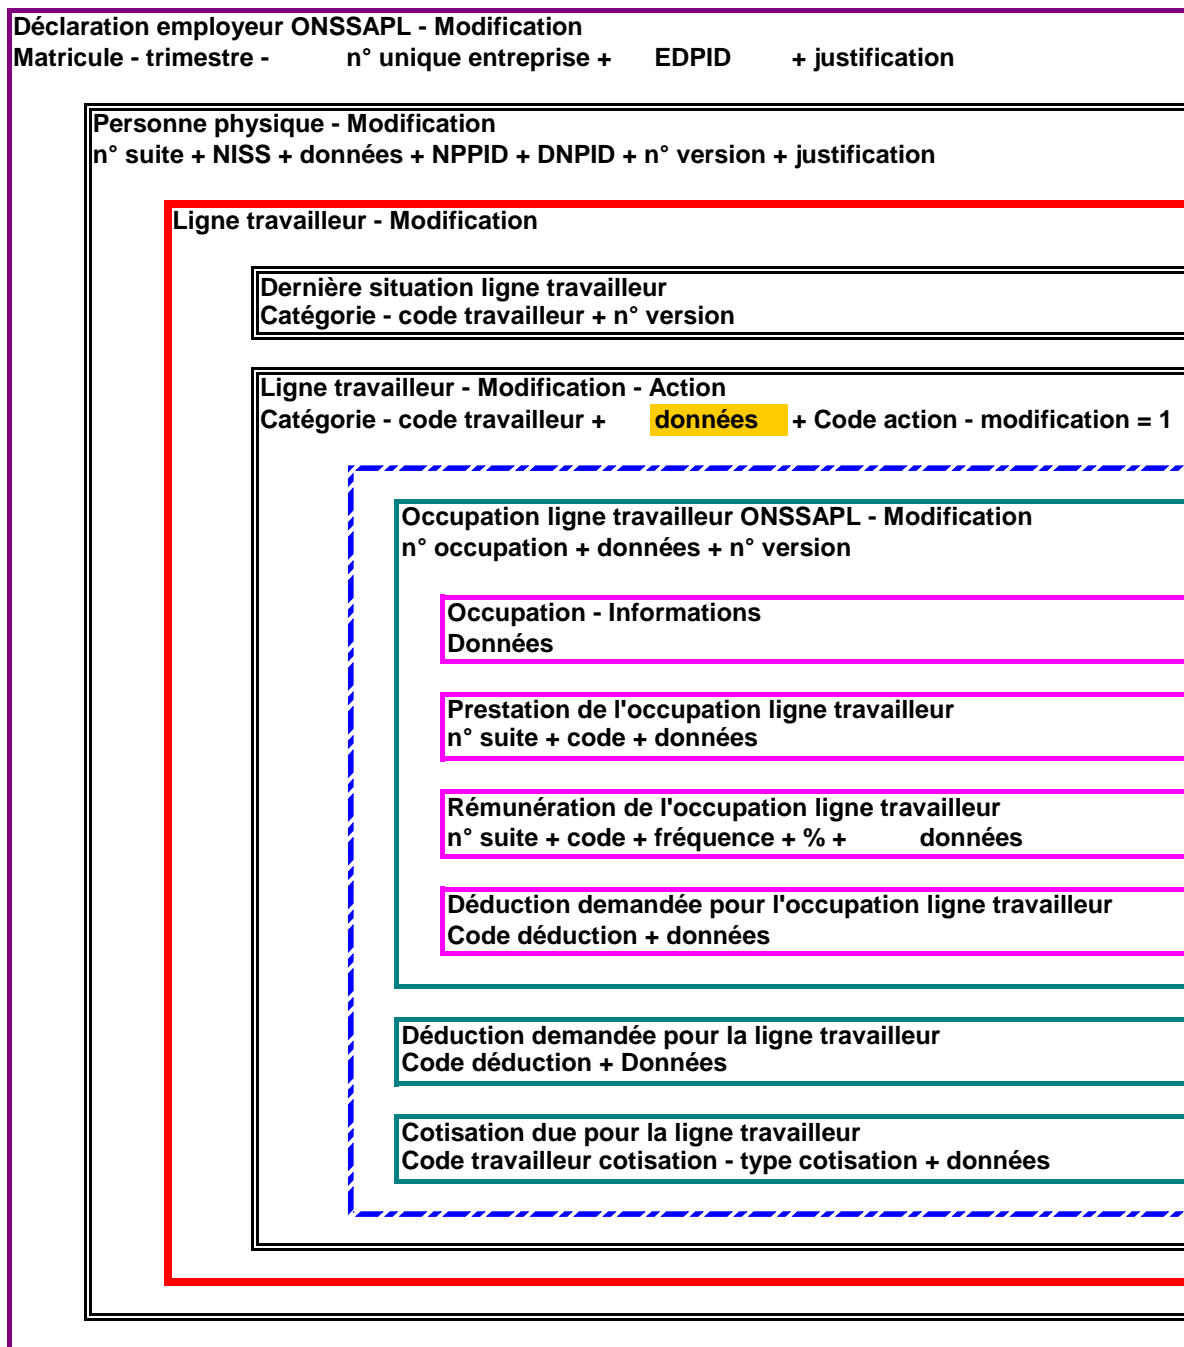 Déclaration employeur ONSSAPL - Modification
Matricule - trimestre - n° unique entreprise + EDPID + justification
Personne physique - Modification
n° suite + NISS + données + NPPID + DNPID + n° version + justification
Ligne travailleur - Modification
Dernière situation ligne travailleur
Catégorie - code travailleur + n° version
Ligne travailleur - Modification - Action
Catégorie - code travailleur + données + Code action - modification = 1
Occupation ligne travailleur ONSSAPL - Modification
n° occupation + données + n° version
Occupation - Informations
Données
Prestation de l'occupation ligne travailleur
n° suite + code + données
Rémunération de l'occupation ligne travailleur
n° suite + code + fréquence + % + données
Déduction demandée pour l'occupation ligne travailleur
Code déduction + données
Déduction demandée pour la ligne travailleur
Code déduction + Données
Cotisation due pour la ligne travailleur
Code travailleur cotisation - type cotisation + données